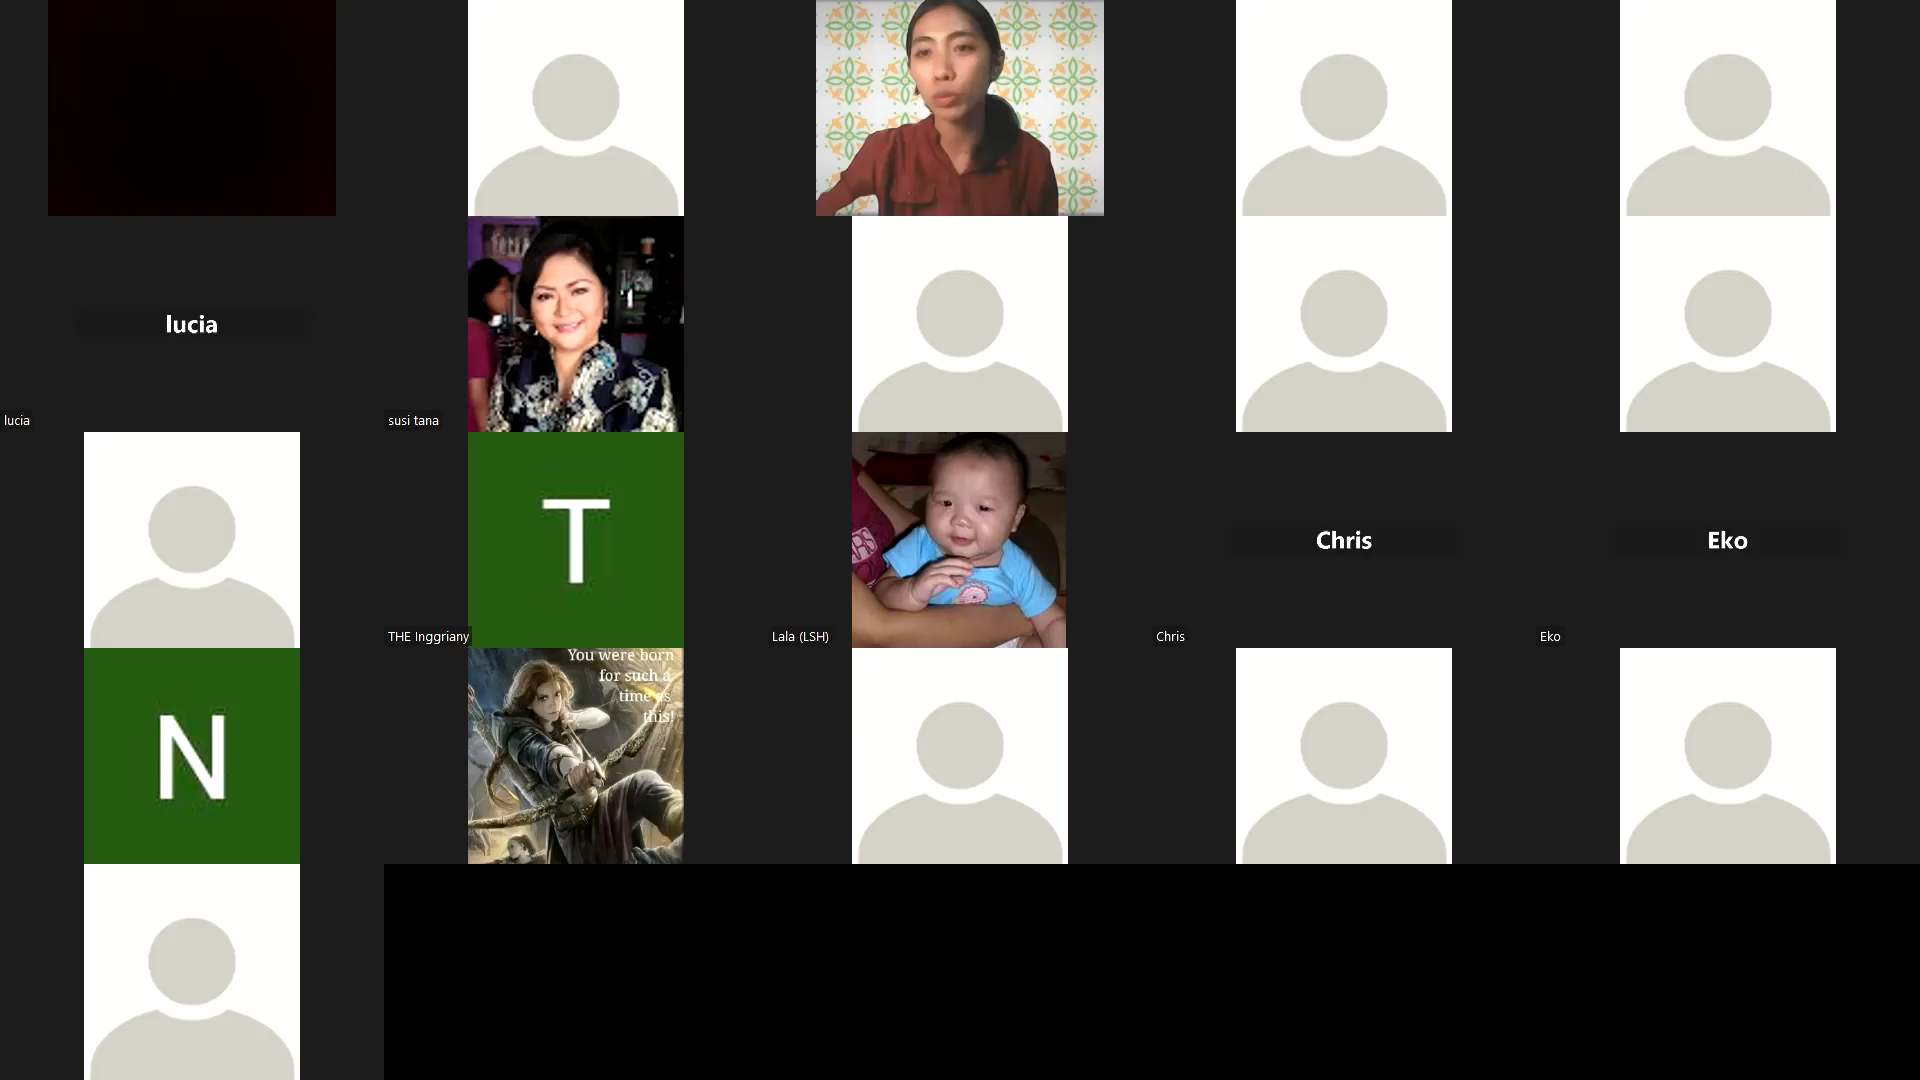 lucia
lucia
susi tana
T
THE Inggriany
Lala (LSH)
Chris
Chris
Eko
Eko
N
You were born
for such a
time as
this!